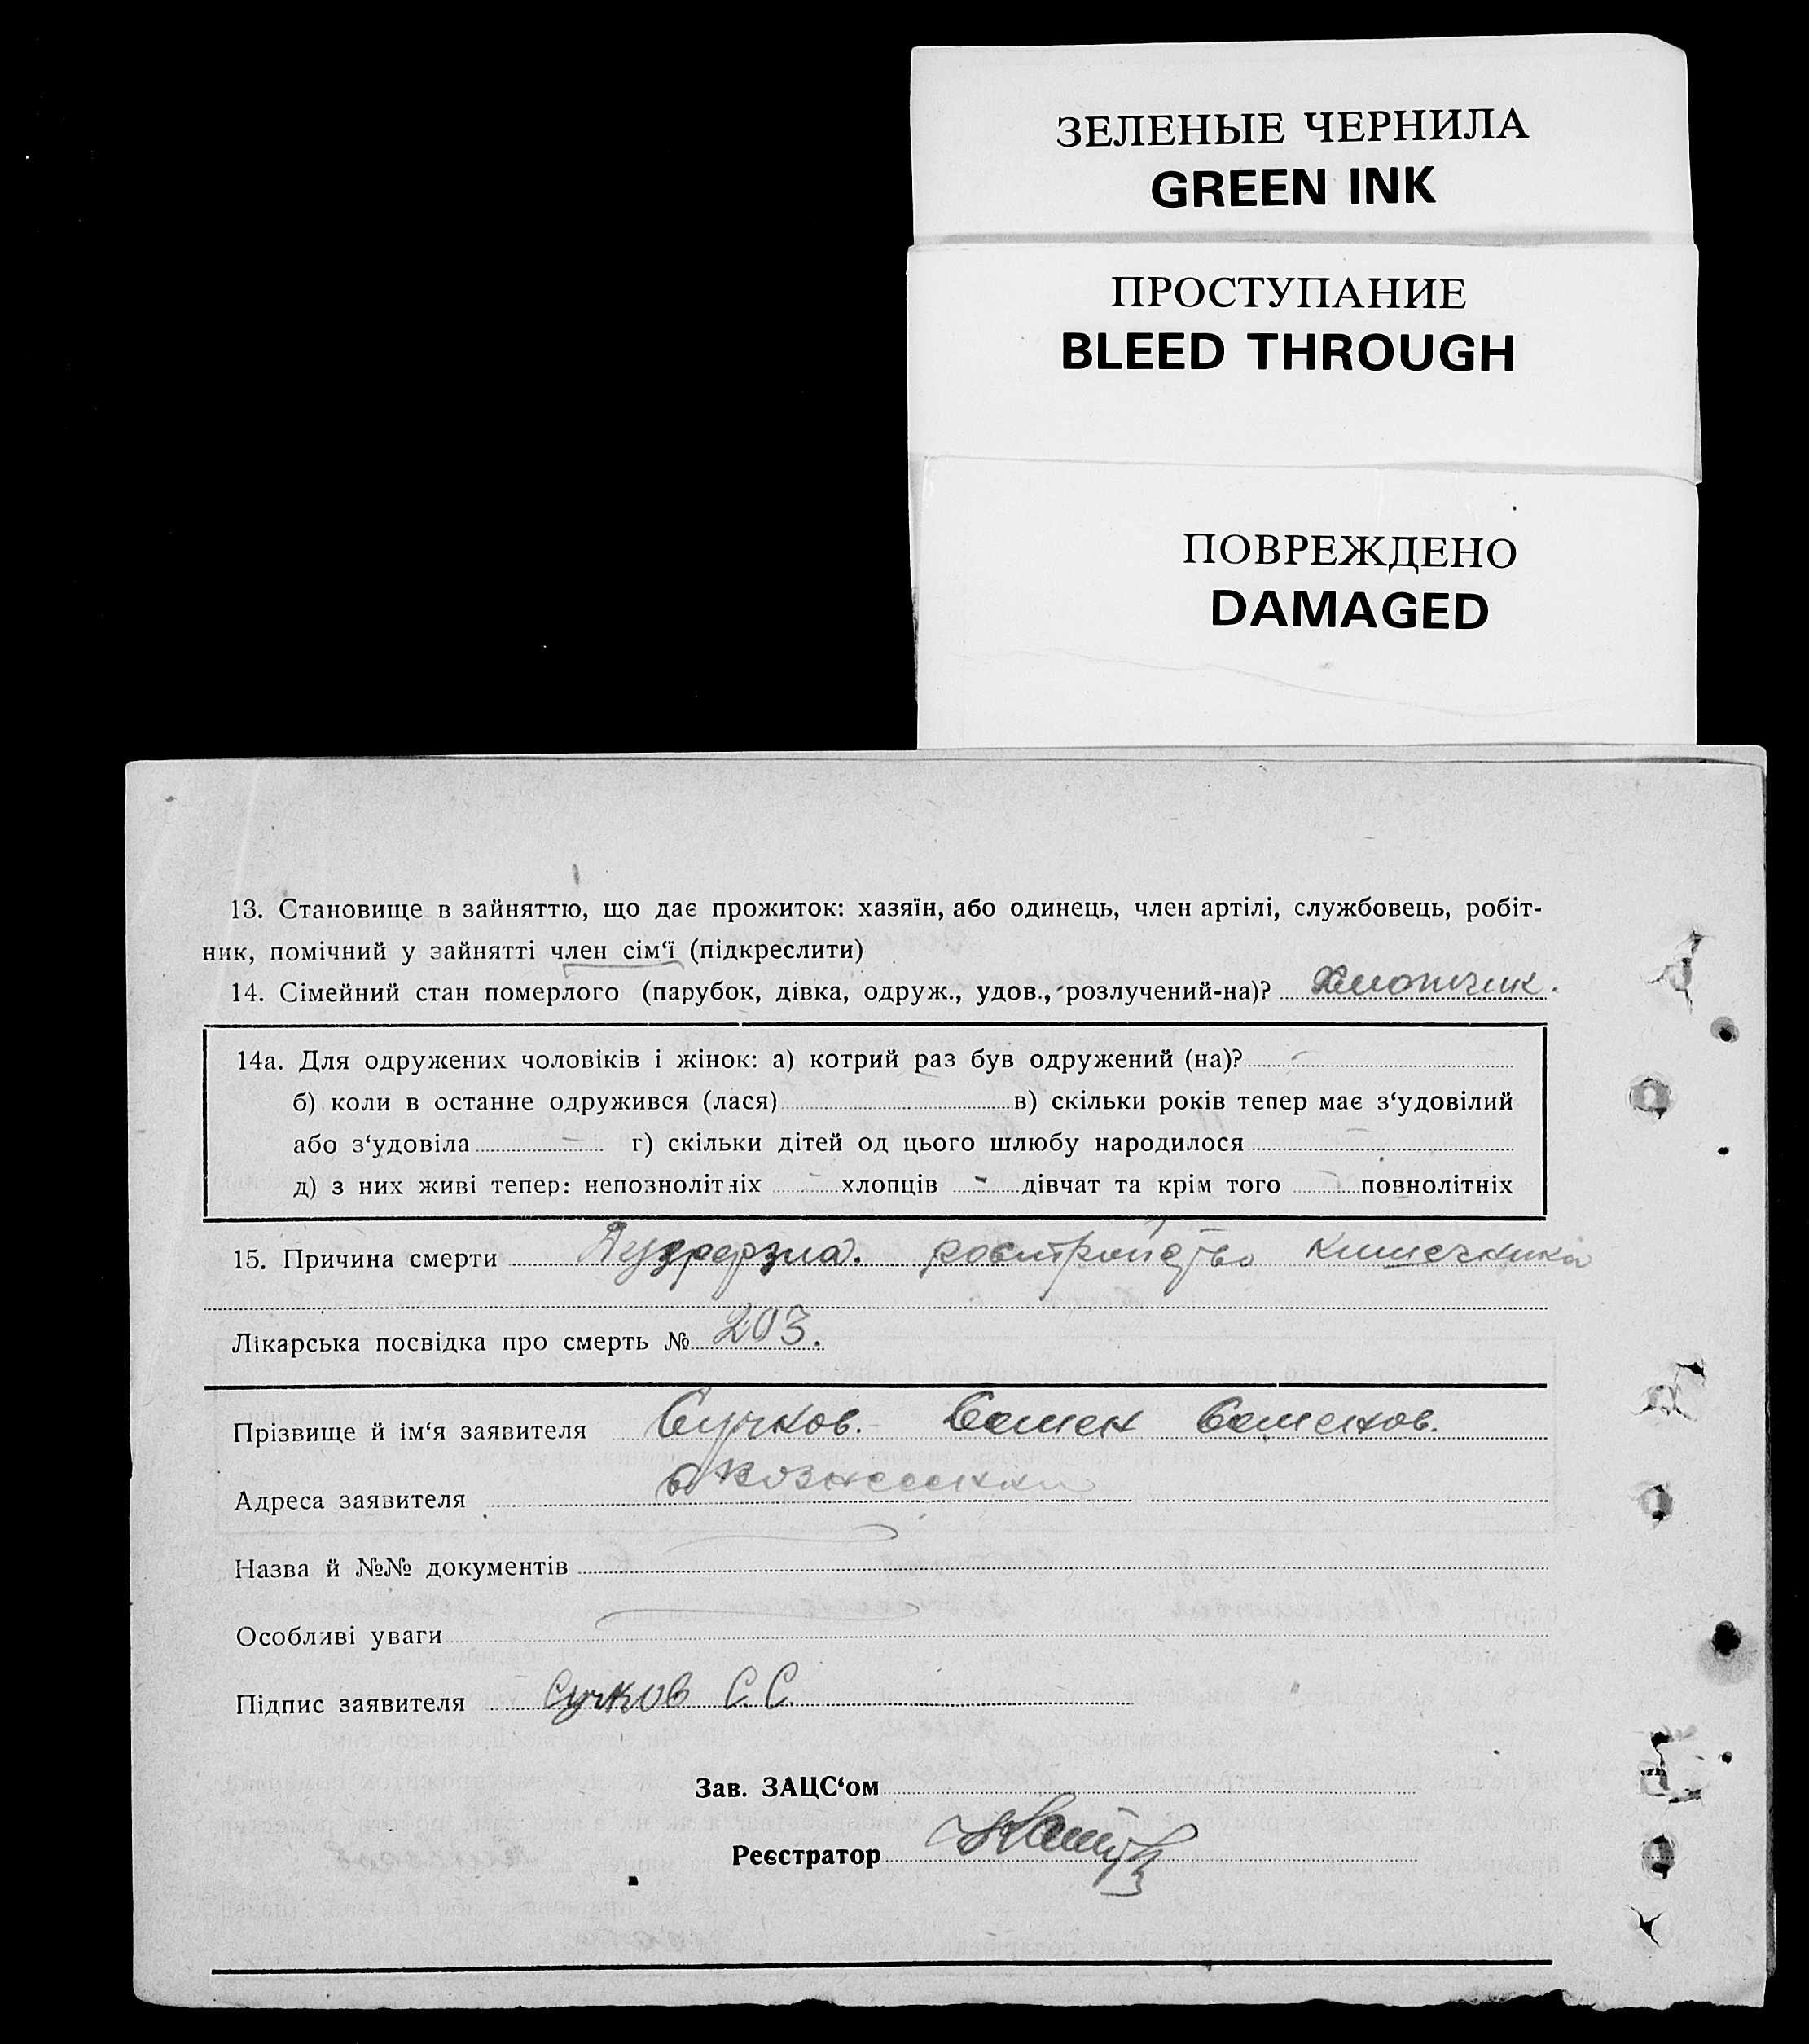 ЗЕЛЕНЫЕ ЧЕРНИЛА
GREEN INK
ПРОСТУПАНИЕ
BLEED THROUGH
ПОВРЕЖДЕНО
DAMAGED
13. Становище в зайняттю, що дає прожиток: хазяїн, або одинець, член артілі, службовець, робіт-
ник, помічний у зайнятті член сім‘ї (підкреслити)
14. Сімейний стан померлого (парубок, дівка, одруж., удов., розлучений-на)? Хлопчик.
14а. Для одружених чоловіків і жінок: а) котрий раз був одружений (на)? -
б) коли в останнє одружився (лася) в) скільки років тепер має з‘удовілий
або з‘удовіла - г) скільки дітей од цього шлюбу народилося
д) з них живі тепер: непознолітніх - хлопців - дівчат та крім того - повнолітніх
15. Причина смерти росстройство кишечника
Лікарська посвідка про смерть № 203.
Прізвище й ім‘я заявителя Сучков. Семен Семенов.
Адреса заявителя Вознесенка
Назва й №№ документів
Особливі уваги
Підпис заявителя Сучков С.С.
Зав. ЗАЦС‘ом
Реєстратор